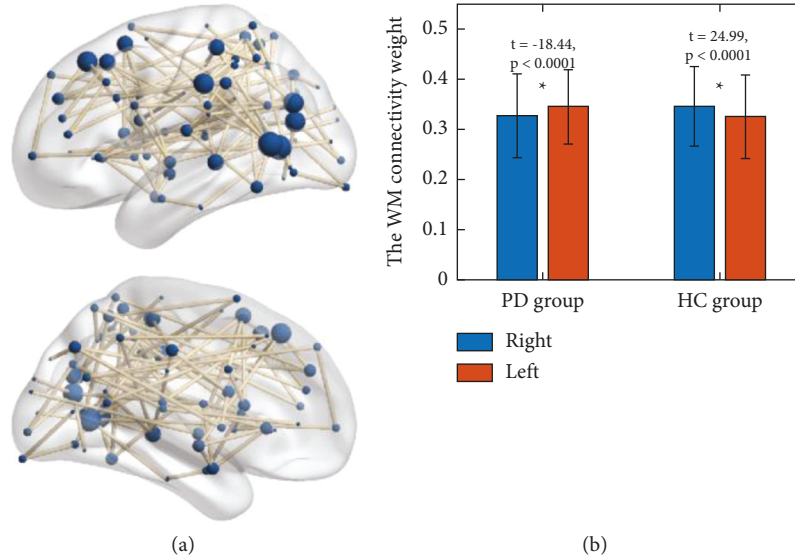 The WM connectivity weight
0.5
0.4
0.3
0.2
0.1
0
t = -18.44,
p < 0.0001
*
t = 24.99,
p < 0.0001
*
PD group
HC group
Right
Left
(a)
(b)